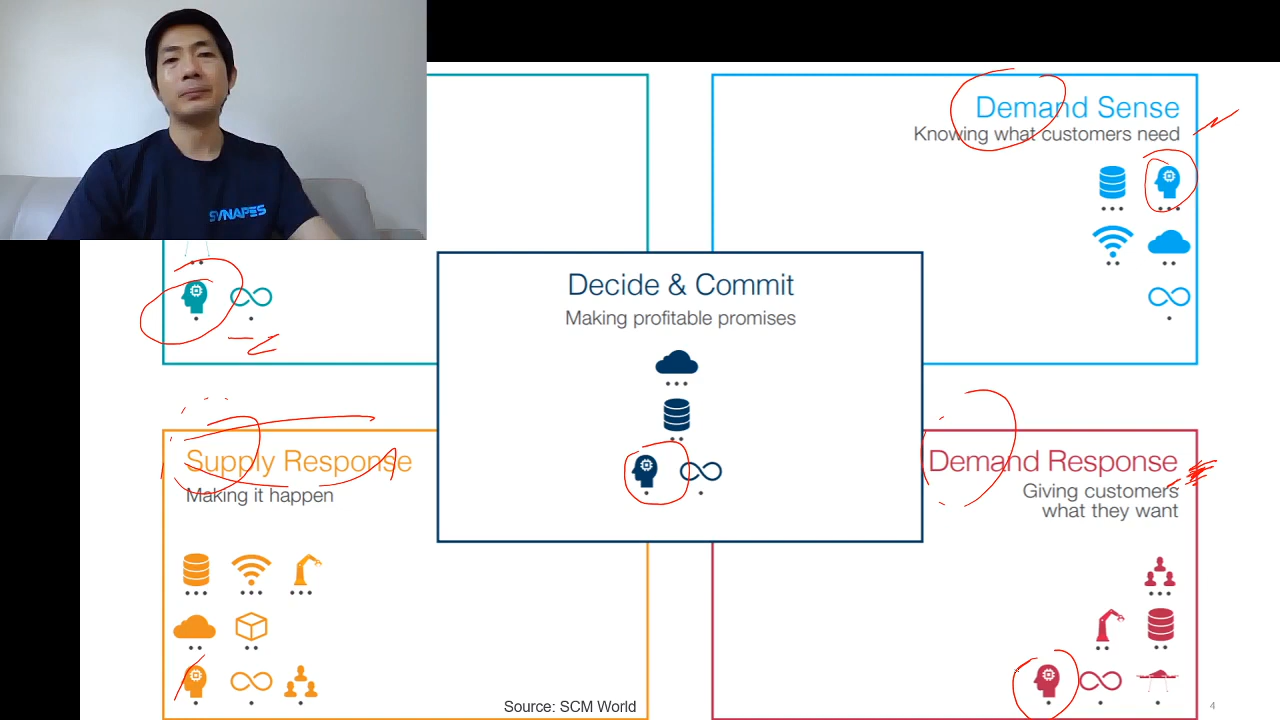 SYNAPES
Demand Sense
Knowing what customers need
Decide & Commit
Making profitable promises
Supply Response
Making it happen
Demand Response
Giving customers
what they want
Source: SCM World
4